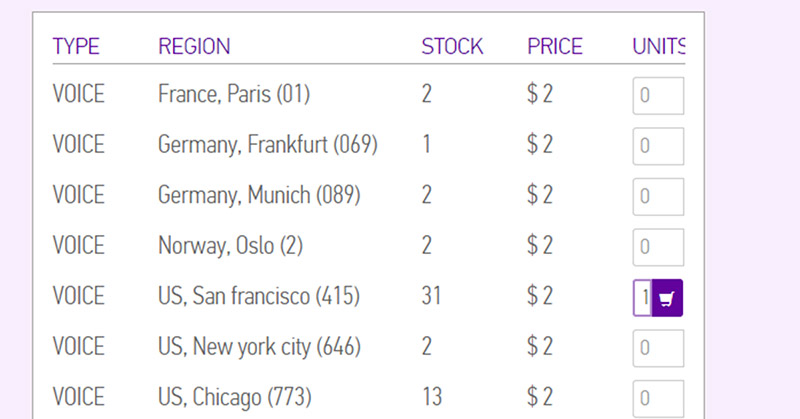 TYPE REGION STOCK PRICE UNITS
VOICE France, Paris (01) 2 $ 2 0
VOICE Germany, Frankfurt (069) 1 $ 2 0
VOICE Germany, Munich (089) 2 $ 2 0
VOICE Norway, Oslo (2) 2 $ 2 0
VOICE US, San francisco (415) 31 $ 2 1
VOICE US, New york city (646) 2 $ 2 0
VOICE US, Chicago (773) 13 $ 2 0